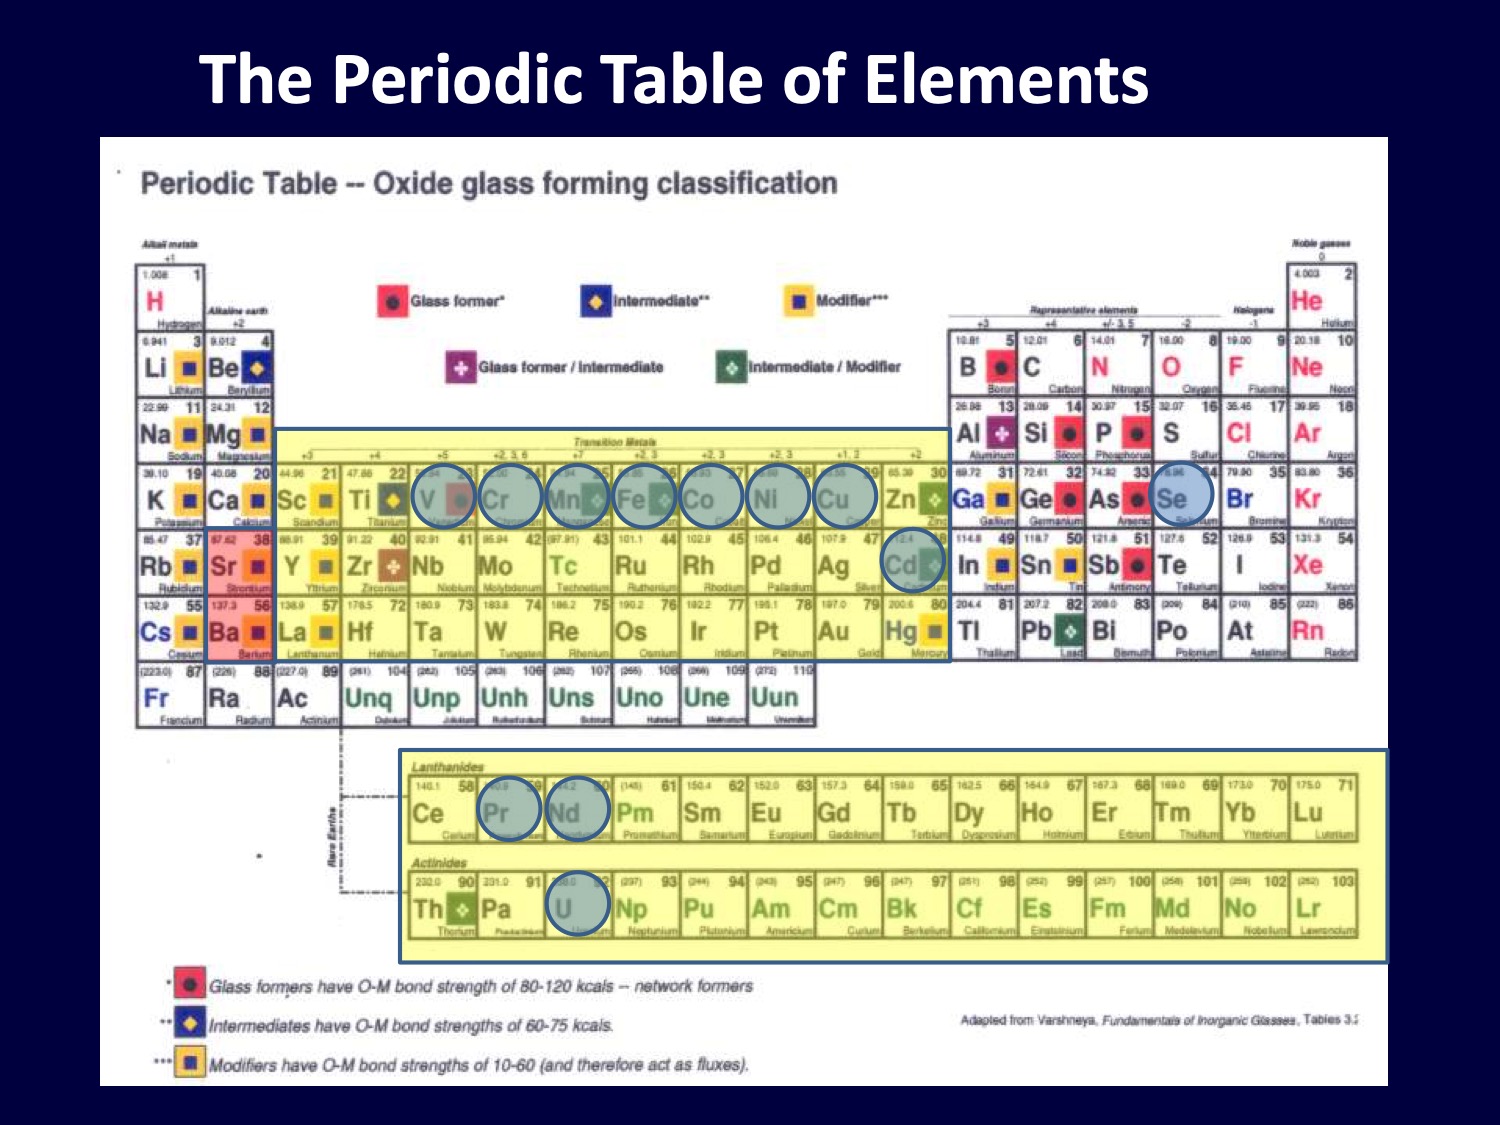 The Periodic Table of Elements
Periodic Table -- Oxide glass forming classification
Alkali metals
+1
Noble gasses
0
1.008 1
H
Hydrogen
4.003 2
He
Helium
Glass former*
Intermediate**
Modifier***
Glass former / Intermediate
Intermediate / Modifier
Alkaline earth
+2
Representative elements
Halogens
+3 +4 +/- 3, 5 -2 -1
6.941 3 9.012 4 10.81 5 12.01 6 14.01 7 16.00 8 19.00 9 20.18 10
Li Be B C N O F Ne
Lithium Beryllium Boron Carbon Nitrogen Oxygen Fluorine Neon
22.99 11 24.31 12 26.98 13 28.09 14 30.97 15 32.07 16 35.45 17 39.95 18
Na Mg Al Si P S Cl Ar
Sodium Magnesium Aluminum Silicon Phosphorus Sulfur Chlorine Argon
Transition Metals
+3 +4 +5 +2, 3, 6 +7 +2, 3 +2, 3 +2, 3 +1, 2 +2
39.10 19 40.08 20 44.96 21 47.88 22 65.39 30 69.72 31 72.61 32 74.92 33 34 79.90 35 83.80 36
K Ca Sc Ti V Cr Mn Fe Co Ni Cu Zn Ga Ge As Se Br Kr
Potassium Calcium Scandium Titanium Zinc Gallium Germanium Arsenic Bromine Krypton
85.47 37 87.62 38 88.91 39 91.22 40 92.91 41 95.94 42 (97.91) 43 101.1 44 102.9 45 106.4 46 107.9 47 114.8 49 118.7 50 121.8 51 127.6 52 126.9 53 131.3 54
Rb Sr Y Zr Nb Mo Tc Ru Rh Pd Ag Cd In Sn Sb Te I Xe
Rubidium Strontium Yttrium Zirconium Niobium Molybdenum Technetium Ruthenium Rhodium Palladium Silver Indium Tin Antimony Tellurium Iodine Xenon
132.9 55 137.3 56 138.9 57 178.5 72 180.9 73 183.8 74 186.2 75 190.2 76 192.2 77 195.1 78 197.0 79 200.6 80 204.4 81 207.2 82 208.0 83 (209) 84 (210) 85 (222) 86
Cs Ba La Hf Ta W Re Os Ir Pt Au Hg Tl Pb Bi Po At Rn
Cesium Barium Lanthanum Hafnium Tantalum Tungsten Rhenium Osmium Iridium Platinum Gold Mercury Thallium Lead Bismuth Polonium Astatine Radon
(223.0) 87 (226) 88 (227.0) 89 (261) 104 (262) 105 (263) 106 (262) 107 (265) 108 (266) 109 (272) 110
Fr Ra Ac Unq Unp Unh Uns Uno Une Uun
Francium Radium Actinium
Rare Earths
Lanthanides
140.1 58 59 60 (145) 61 150.4 62 152.0 63 157.3 64 159.0 65 162.5 66 164.9 67 167.3 68 169.0 69 173.0 70 175.0 71
Ce Pr Nd Pm Sm Eu Gd Tb Dy Ho Er Tm Yb Lu
Cerium Promethium Samarium Europium Gadolinium Terbium Dysprosium Holmium Erbium Thulium Ytterbium Lutetium
Actinides
232.0 90 231.0 91 92 (237) 93 (244) 94 (243) 95 (247) 96 (247) 97 (251) 98 (252) 99 (257) 100 (258) 101 (259) 102 (262) 103
Th Pa U Np Pu Am Cm Bk Cf Es Fm Md No Lr
Thorium Neptunium Plutonium Americium Curium Berkelium Californium Einsteinium
* Glass formers have O-M bond strength of 80-120 kcals -- network formers
** Intermediates have O-M bond strengths of 60-75 kcals.
Adapted from Varshneya, Fundamentals of Inorganic Glasses, Tables 3.
*** Modifiers have O-M bond strengths of 10-60 (and therefore act as fluxes).